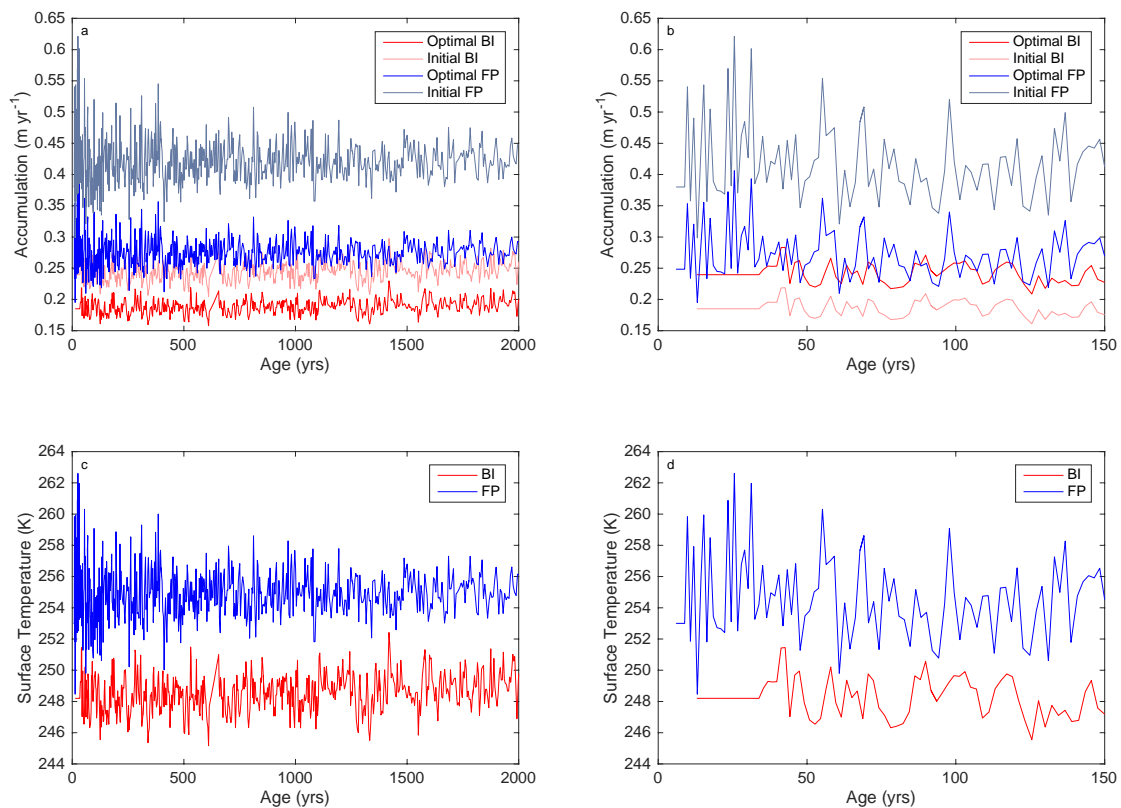 a
Accumulation (m yr-1)
0.65
0.6
0.55
0.5
0.45
0.4
0.35
0.3
0.25
0.2
0.15
Optimal BI
Initial BI
Optimal FP
Initial FP
0 500 1000 1500 2000
Age (yrs)
b
Accumulation (m yr-1)
0.65
0.6
0.55
0.5
0.45
0.4
0.35
0.3
0.25
0.2
0.15
Optimal BI
Initial BI
Optimal FP
Initial FP
0 50 100 150
Age (yrs)
c
Surface Temperature (K)
264
262
260
258
256
254
252
250
248
246
244
BI
FP
0 500 1000 1500 2000
Age (yrs)
d
Surface Temperature (K)
264
262
260
258
256
254
252
250
248
246
244
BI
FP
0 50 100 150
Age (yrs)